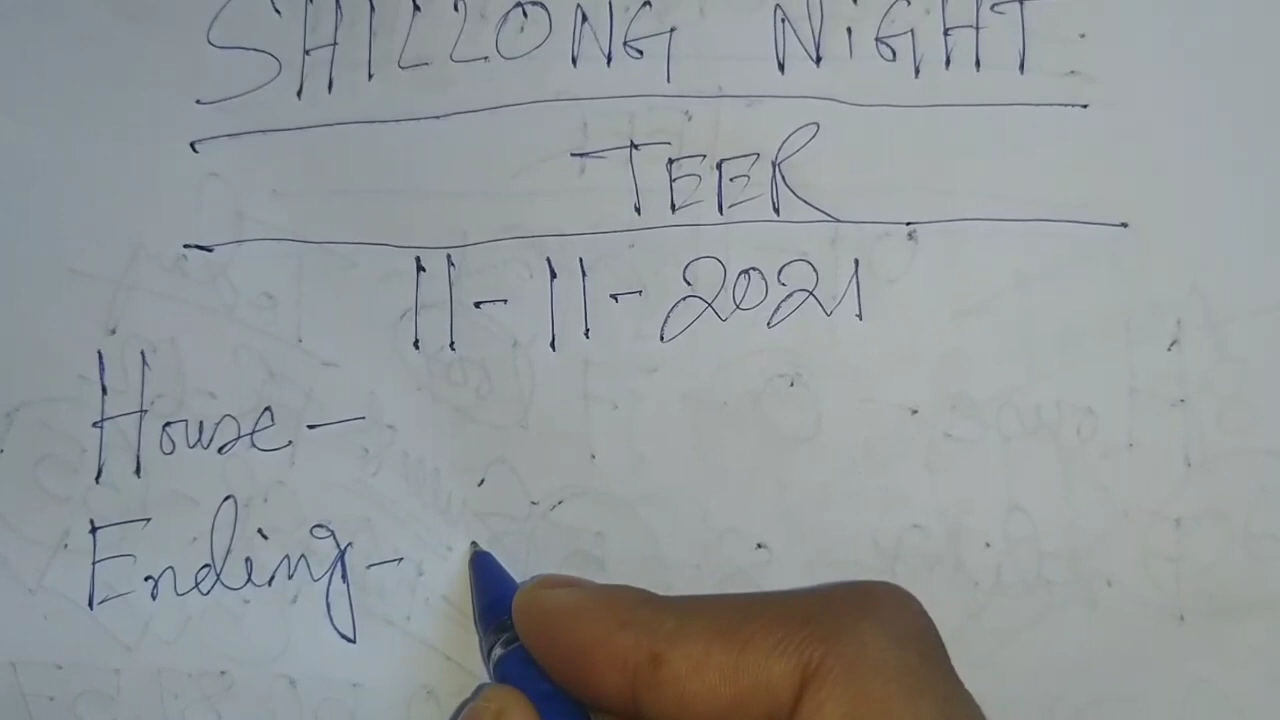 SHILLONG NiGHT
TEER
11-11-2021
House-
Ending-